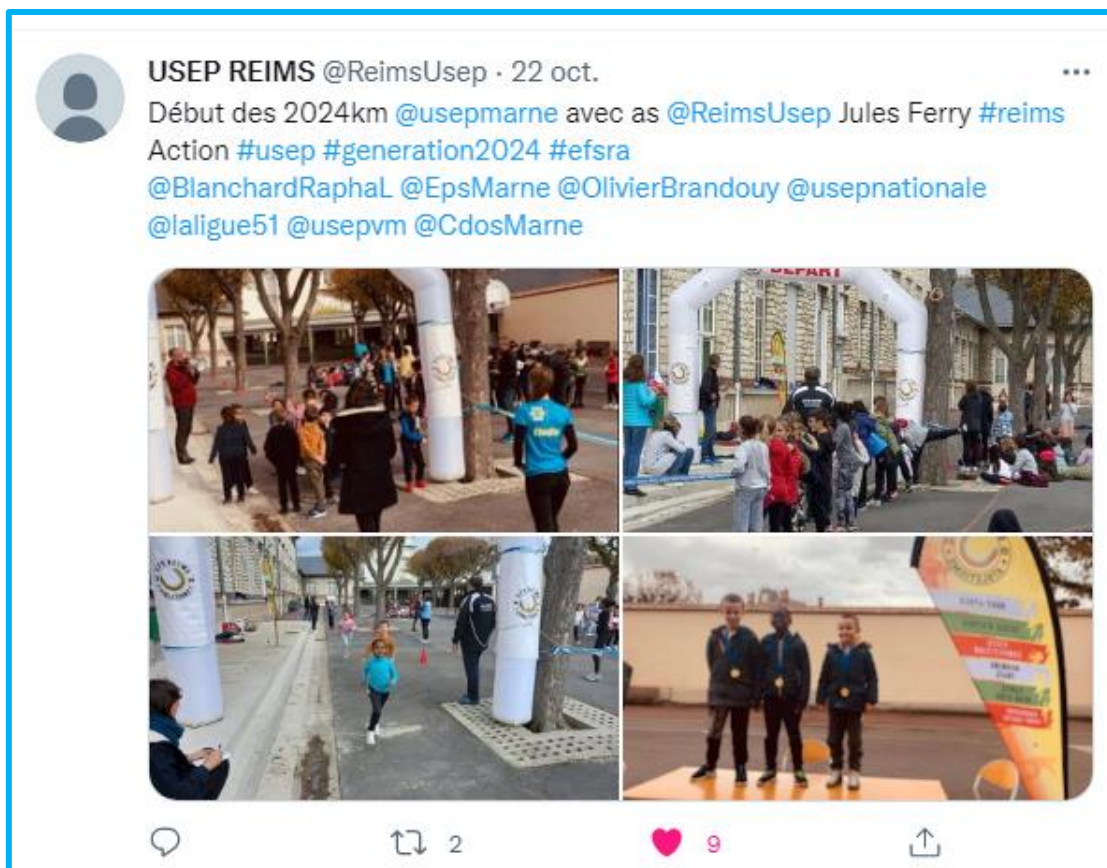 USEP REIMS @ReimsUsep · 22 oct.
Début des 2024km @usepmarne avec as @ReimsUsep Jules Ferry #reims
Action #usep #generation2024 #efsra
@BlanchardRaphaL @EpsMarne @OlivierBrandouy @usepnationale
@laligue51 @usepvm @CdosMarne
DEPART
2
9